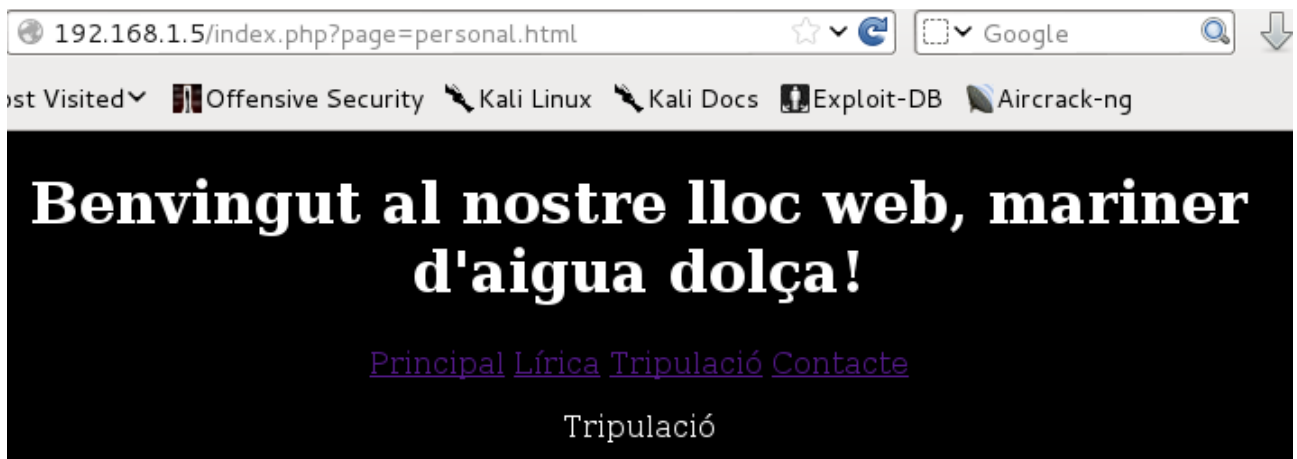 192.168.1.5/index.php?page=personal.html Google
ost Visited Offensive Security Kali Linux Kali Docs Exploit-DB Aircrack-ng
Benvingut al nostre lloc web, mariner
d'aigua dolça!
Principal Lírica Tripulació Contacte
Tripulació